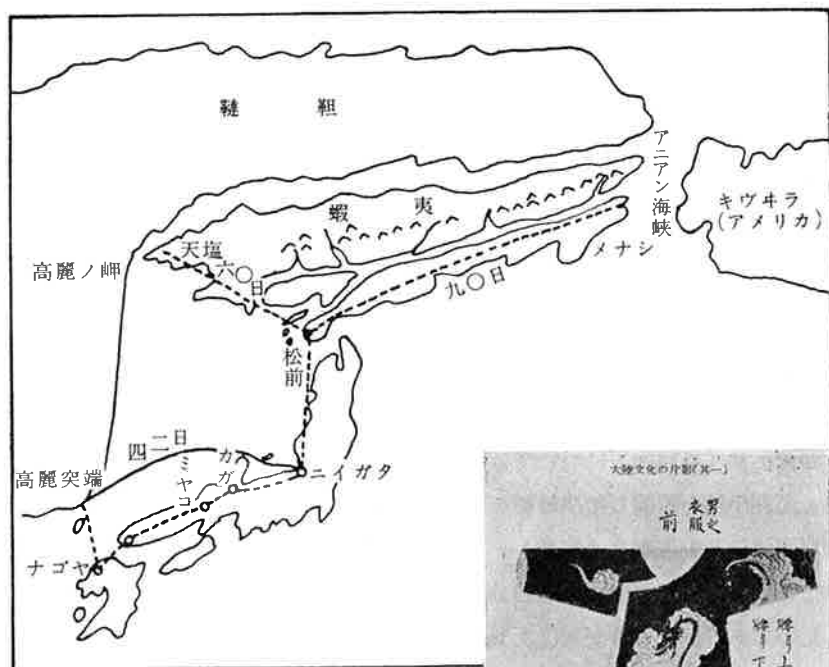 韃靼
アニアン海峡
キヴヰラ
(アメリカ)
蝦夷
高麗ノ岬
天塩
六〇日
メナシ
九〇日
松前
四二日
ミヤコ
カガ
ニイガタ
高麗突端
ナゴヤ
大陸文化の片影(其一)
男之
衣服
前